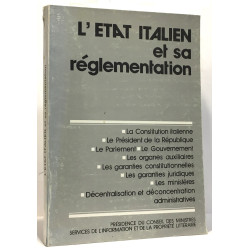 L'ETAT ITALIEN
et sa
réglementation
La Constitution italienne
Le Président de la République
Le Parlement Le Gouvernement
Les organes auxiliaires
Les garanties constitutionnelles
Les garanties juridiques
Les ministères
Décentralisation et déconcentration
administratives
PRÉSIDENCE DU CONSEIL DES MINISTRES
SERVICES DE L'INFORMATION ET DE LA PROPRIÉTÉ LITTÉRAIRE